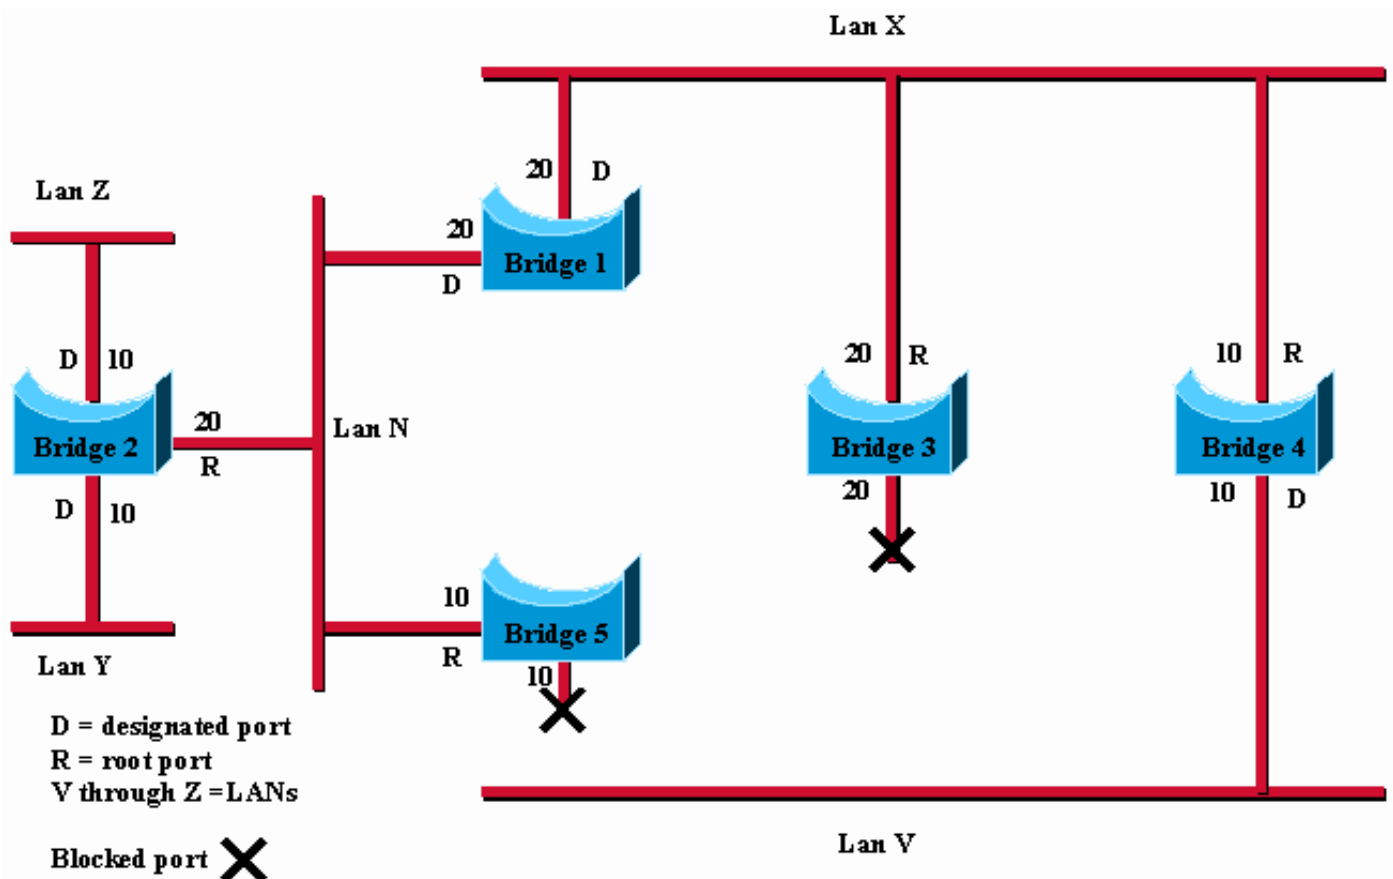 Lan X
20 D
Lan Z
20
Bridge 1
D
D 10
20 R
10 R
20
Lan N
Bridge 2
Bridge 3
Bridge 4
R
20
10 D
D 10
10
Bridge 5
R
10
Lan Y
D = designated port
R = root port
V through Z =LANs
Lan V
Blocked port